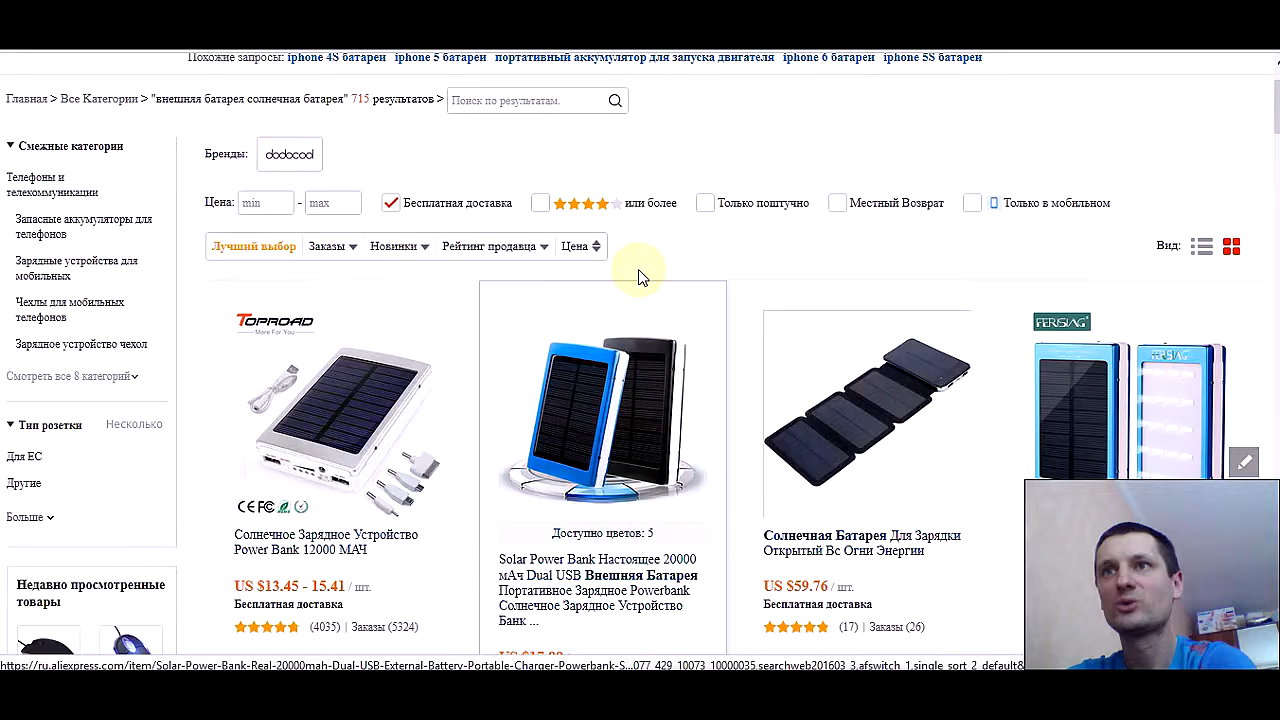 Похожие запросы: iphone 4S батареи iphone 5 батареи портативный аккумулятор для запуска двигателя iphone 6 батареи iphone 5S батареи
Главная > Все Категории > "внешняя батарея солнечная батарея" 715 результатов >
Поиск по результатам.
Смежные категории
Телефоны и
телекоммуникации
Запасные аккумуляторы для
телефонов
Зарядные устройства для
мобильных
Чехлы для мобильных
телефонов
Зарядное устройство чехол
Смотреть все 8 категорий
Тип розетки Несколько
Для ЕС
Другие
Больше
Недавно просмотренные
товары
Бренды: dodocool
Цена: min - max Бесплатная доставка или более Только поштучно Местный Возврат Только в мобильном
Лучший выбор Заказы Новинки Рейтинг продавца Цена
Вид:
TOPROAD
More For You
CE FC
Солнечное Зарядное Устройство
Power Bank 12000 МАЧ
US $13.45 - 15.41 / шт.
Бесплатная доставка
(4035) | Заказы (5324)
Доступно цветов: 5
Solar Power Bank Настоящее 20000
мАч Dual USB Внешняя Батарея
Портативное Зарядное Powerbank
Солнечное Зарядное Устройство
Банк ...
Солнечная Батарея Для Зарядки
Открытый Вс Огни Энергии
US $59.76 / шт.
Бесплатная доставка
(17) | Заказы (26)
FERISING
https://ru.aliexpress.com/item/Solar-Power-Bank-Real-20000mah-Dual-USB-External-Battery-Portable-Charger-Powerbank-S...077_429_10073_10000035,searchweb201603_3,afswitch_1,single_sort_2_default&